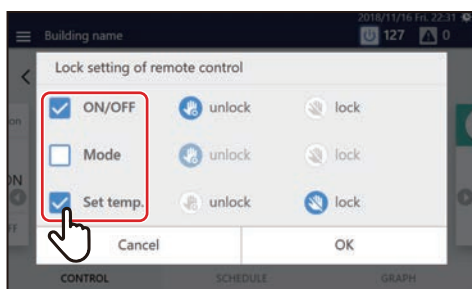 2018/11/16 Fri. 22:31
Building name
127
0
Lock setting of remote control
ON/OFF
unlock
lock
Mode
unlock
lock
Set temp.
unlock
lock
Cancel
OK
CONTROL
SCHEDULE
GRAPH